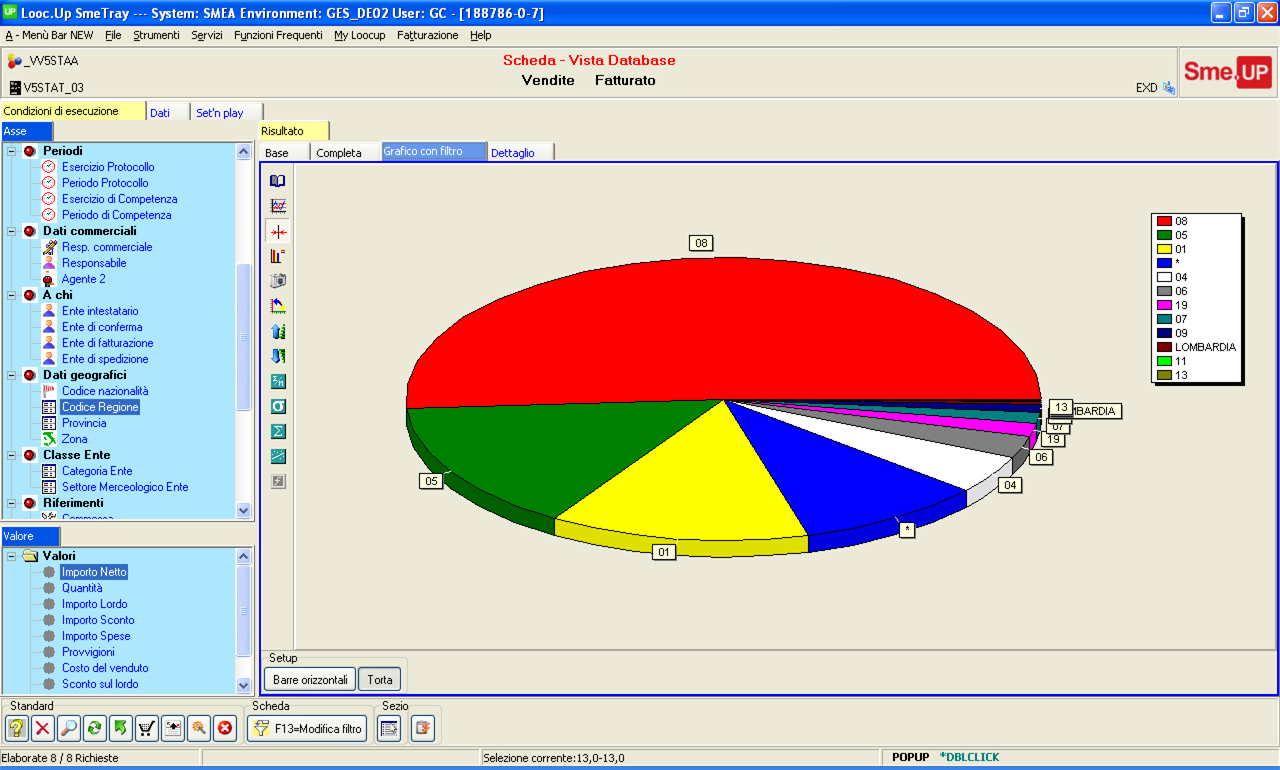 UP Looc.Up SmeTray --- System: SMEA Environment: GES_DE02 User: GC - [188786-0-7]
A - Menù Bar NEW File Strumenti Servizi Funzioni Frequenti My Loocup Fatturazione Help
_VV5STAA
Scheda - Vista Database
Vendite Fatturato
V5STAT_03
EXD
Sme.UP
Condizioni di esecuzione Dati Set'n play
Asse
Periodi
Esercizio Protocollo
Periodo Protocollo
Esercizio di Competenza
Periodo di Competenza
Dati commerciali
Resp. commerciale
Responsabile
Agente 2
A chi
Ente intestatario
Ente di conferma
Ente di fatturazione
Ente di spedizione
Dati geografici
Codice nazionalità
Codice Regione
Provincia
Zona
Classe Ente
Categoria Ente
Settore Merceologico Ente
Riferimenti
Commessa
Valore
Valori
Importo Netto
Quantità
Importo Lordo
Importo Sconto
Importo Spese
Provvigioni
Costo del venduto
Sconto sul lordo
Risultato
Base Completa Grafico con filtro Dettaglio
08
05
01
*
04
06
19
07
13
MBARDIA
08
05
01
*
04
06
19
07
09
LOMBARDIA
11
13
Setup
Barre orizzontali Torta
Standard Scheda Sezio
F13=Modifica filtro
Elaborate 8 / 8 Richieste Selezione corrente:13,0-13,0 POPUP *DBLCLICK